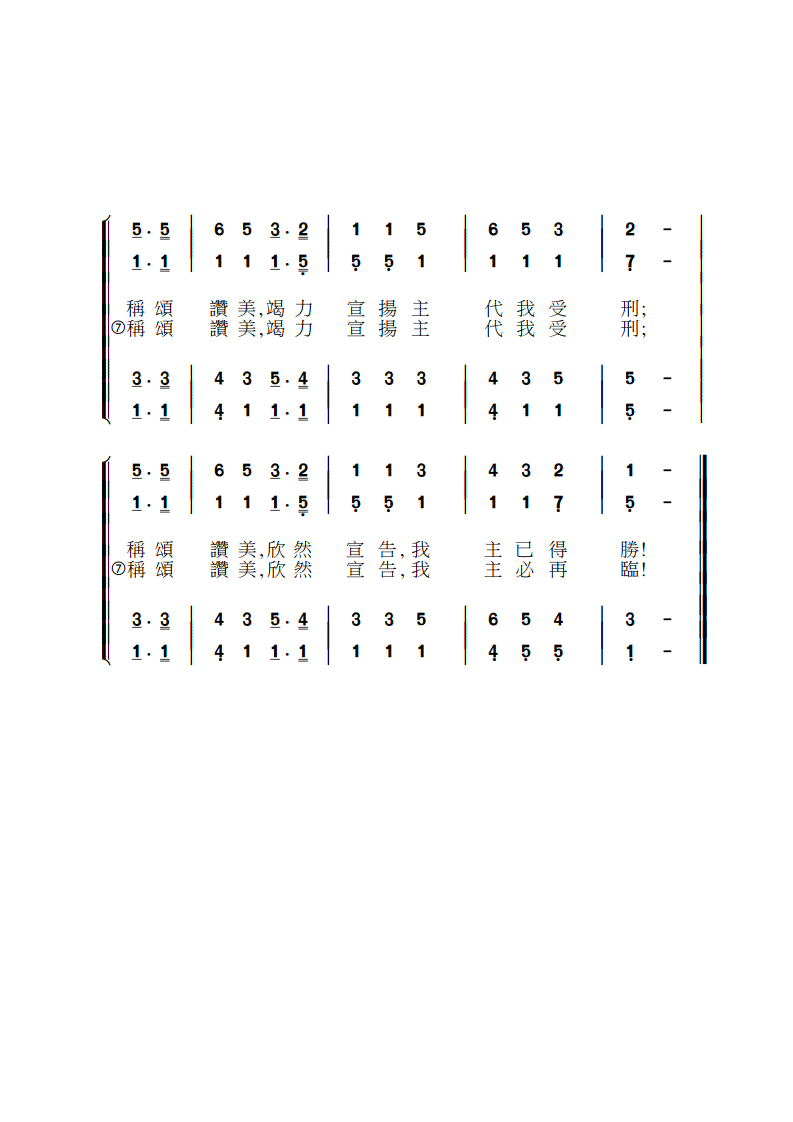 5 . 5 | 6 5 3 . 2 | 1 1 5 | 6 5 3 | 2 - |
1 . 1 | 1 1 1 . 5̣ | 5̣ 5̣ 1 | 1 1 1 | 7̣ - |
稱頌 讚美,竭力 宣揚主 代我受 刑;
⑦稱頌 讚美,竭力 宣揚主 代我受 刑;
3 . 3 | 4 3 5 . 4 | 3 3 3 | 4 3 5 | 5 - |
1 . 1 | 4̣ 1 1 . 1 | 1 1 1 | 4̣ 1 1 | 5̣ - |
5 . 5 | 6 5 3 . 2 | 1 1 3 | 4 3 2 | 1 - ‖
1 . 1 | 1 1 1 . 5̣ | 5̣ 5̣ 1 | 1 1 7̣ | 5̣ - ‖
稱頌 讚美,欣然 宣告,我 主已得 勝!
⑦稱頌 讚美,欣然 宣告,我 主必再 臨!
3 . 3 | 4 3 5 . 4 | 3 3 5 | 6 5 4 | 3 - ‖
1 . 1 | 4̣ 1 1 . 1 | 1 1 1 | 4̣ 5̣ 5̣ | 1̣ - ‖